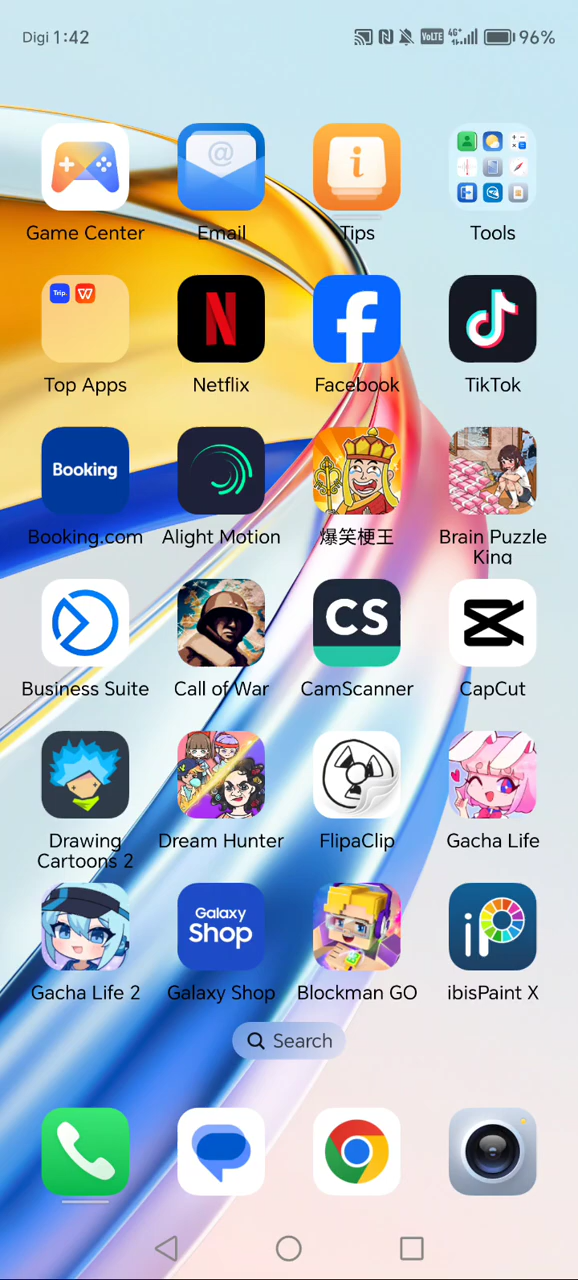 Digi 1:42
VoLTE 4G+ 96%
Game Center Email Tips Tools
Trip.
Top Apps Netflix Facebook TikTok
Booking
Booking.com Alight Motion 爆笑梗王 Brain Puzzle
King
CS
Business Suite Call of War CamScanner CapCut
Drawing Dream Hunter FlipaClip Gacha Life
Cartoons 2
Galaxy
Shop
iP
Gacha Life 2 Galaxy Shop Blockman GO ibisPaint X
Search